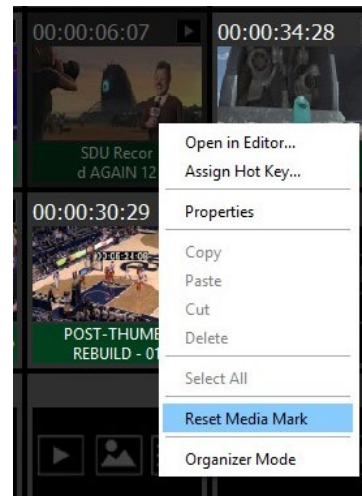 00:00:06:07
00:00:34:28
SDU Recor
d AGAIN 12
Open in Editor...
Assign Hot Key...
Properties
Copy
Paste
Cut
Delete
Select All
Reset Media Mark
Organizer Mode
00:00:30:29
POST-THUME
REBUILD - 01